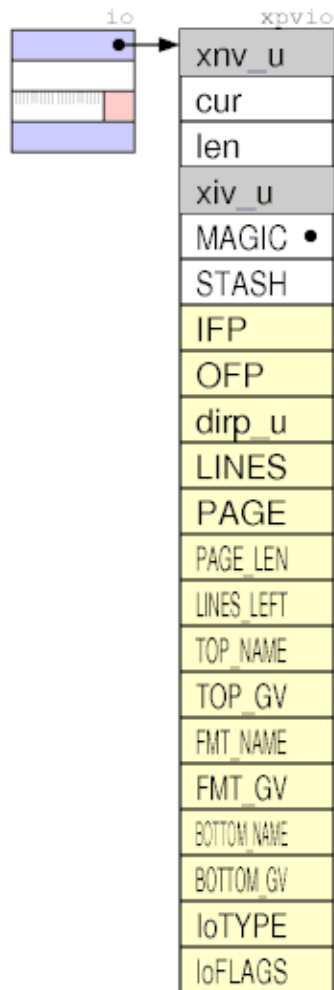 io
xpvio
xnv_u
cur
len
xiv_u
MAGIC
STASH
IFP
OFP
dirp_u
LINES
PAGE
PAGE_LEN
LINES_LEFT
TOP_NAME
TOP_GV
FMT_NAME
FMT_GV
BOTTOM_NAME
BOTTOM_GV
IoTYPE
IoFLAGS